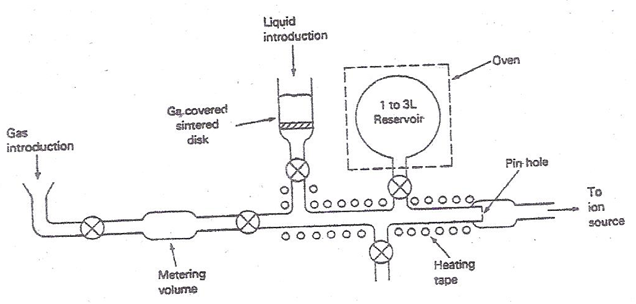 Liquid
introduction
Oven
Ga covered
sintered
disk
1 to 3L
Reservoir
Gas
introduction
Pin hole
To
ion
source
Metering
volume
Heating
tape